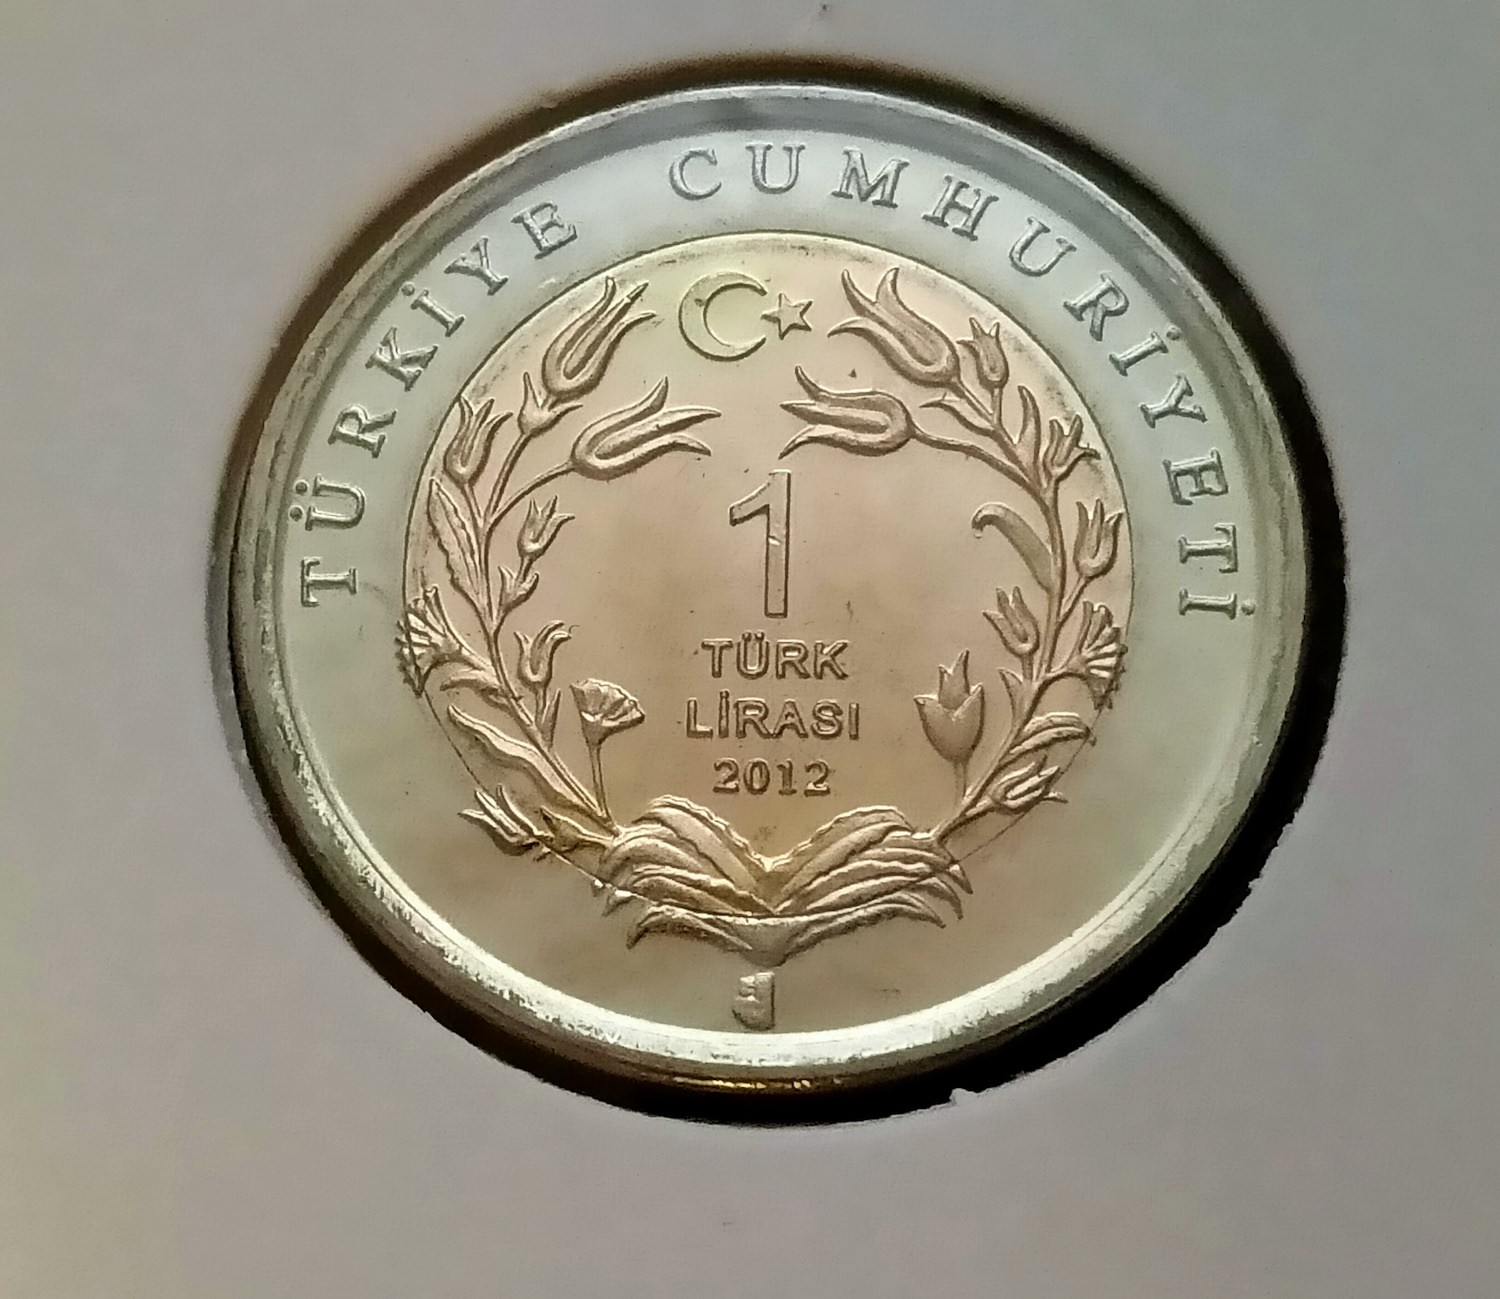 TÜRKİYE CUMHURİYETİ
1
TÜRK
LİRASI
2012